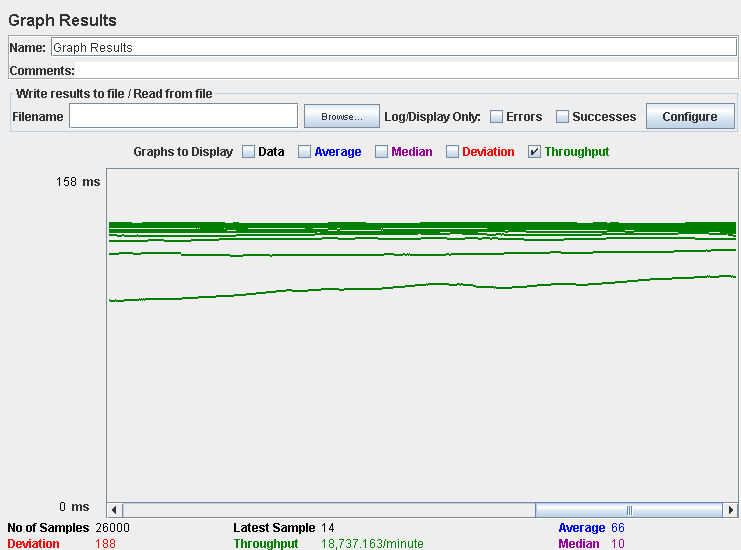 Graph Results
Name: Graph Results
Comments:
Write results to file / Read from file
Filename Browse... Log/Display Only: Errors Successes Configure
Graphs to Display Data Average Median Deviation Throughput
158 ms
0 ms
No of Samples 26000 Latest Sample 14 Average 66
Deviation 188 Throughput 18,737.163/minute Median 10